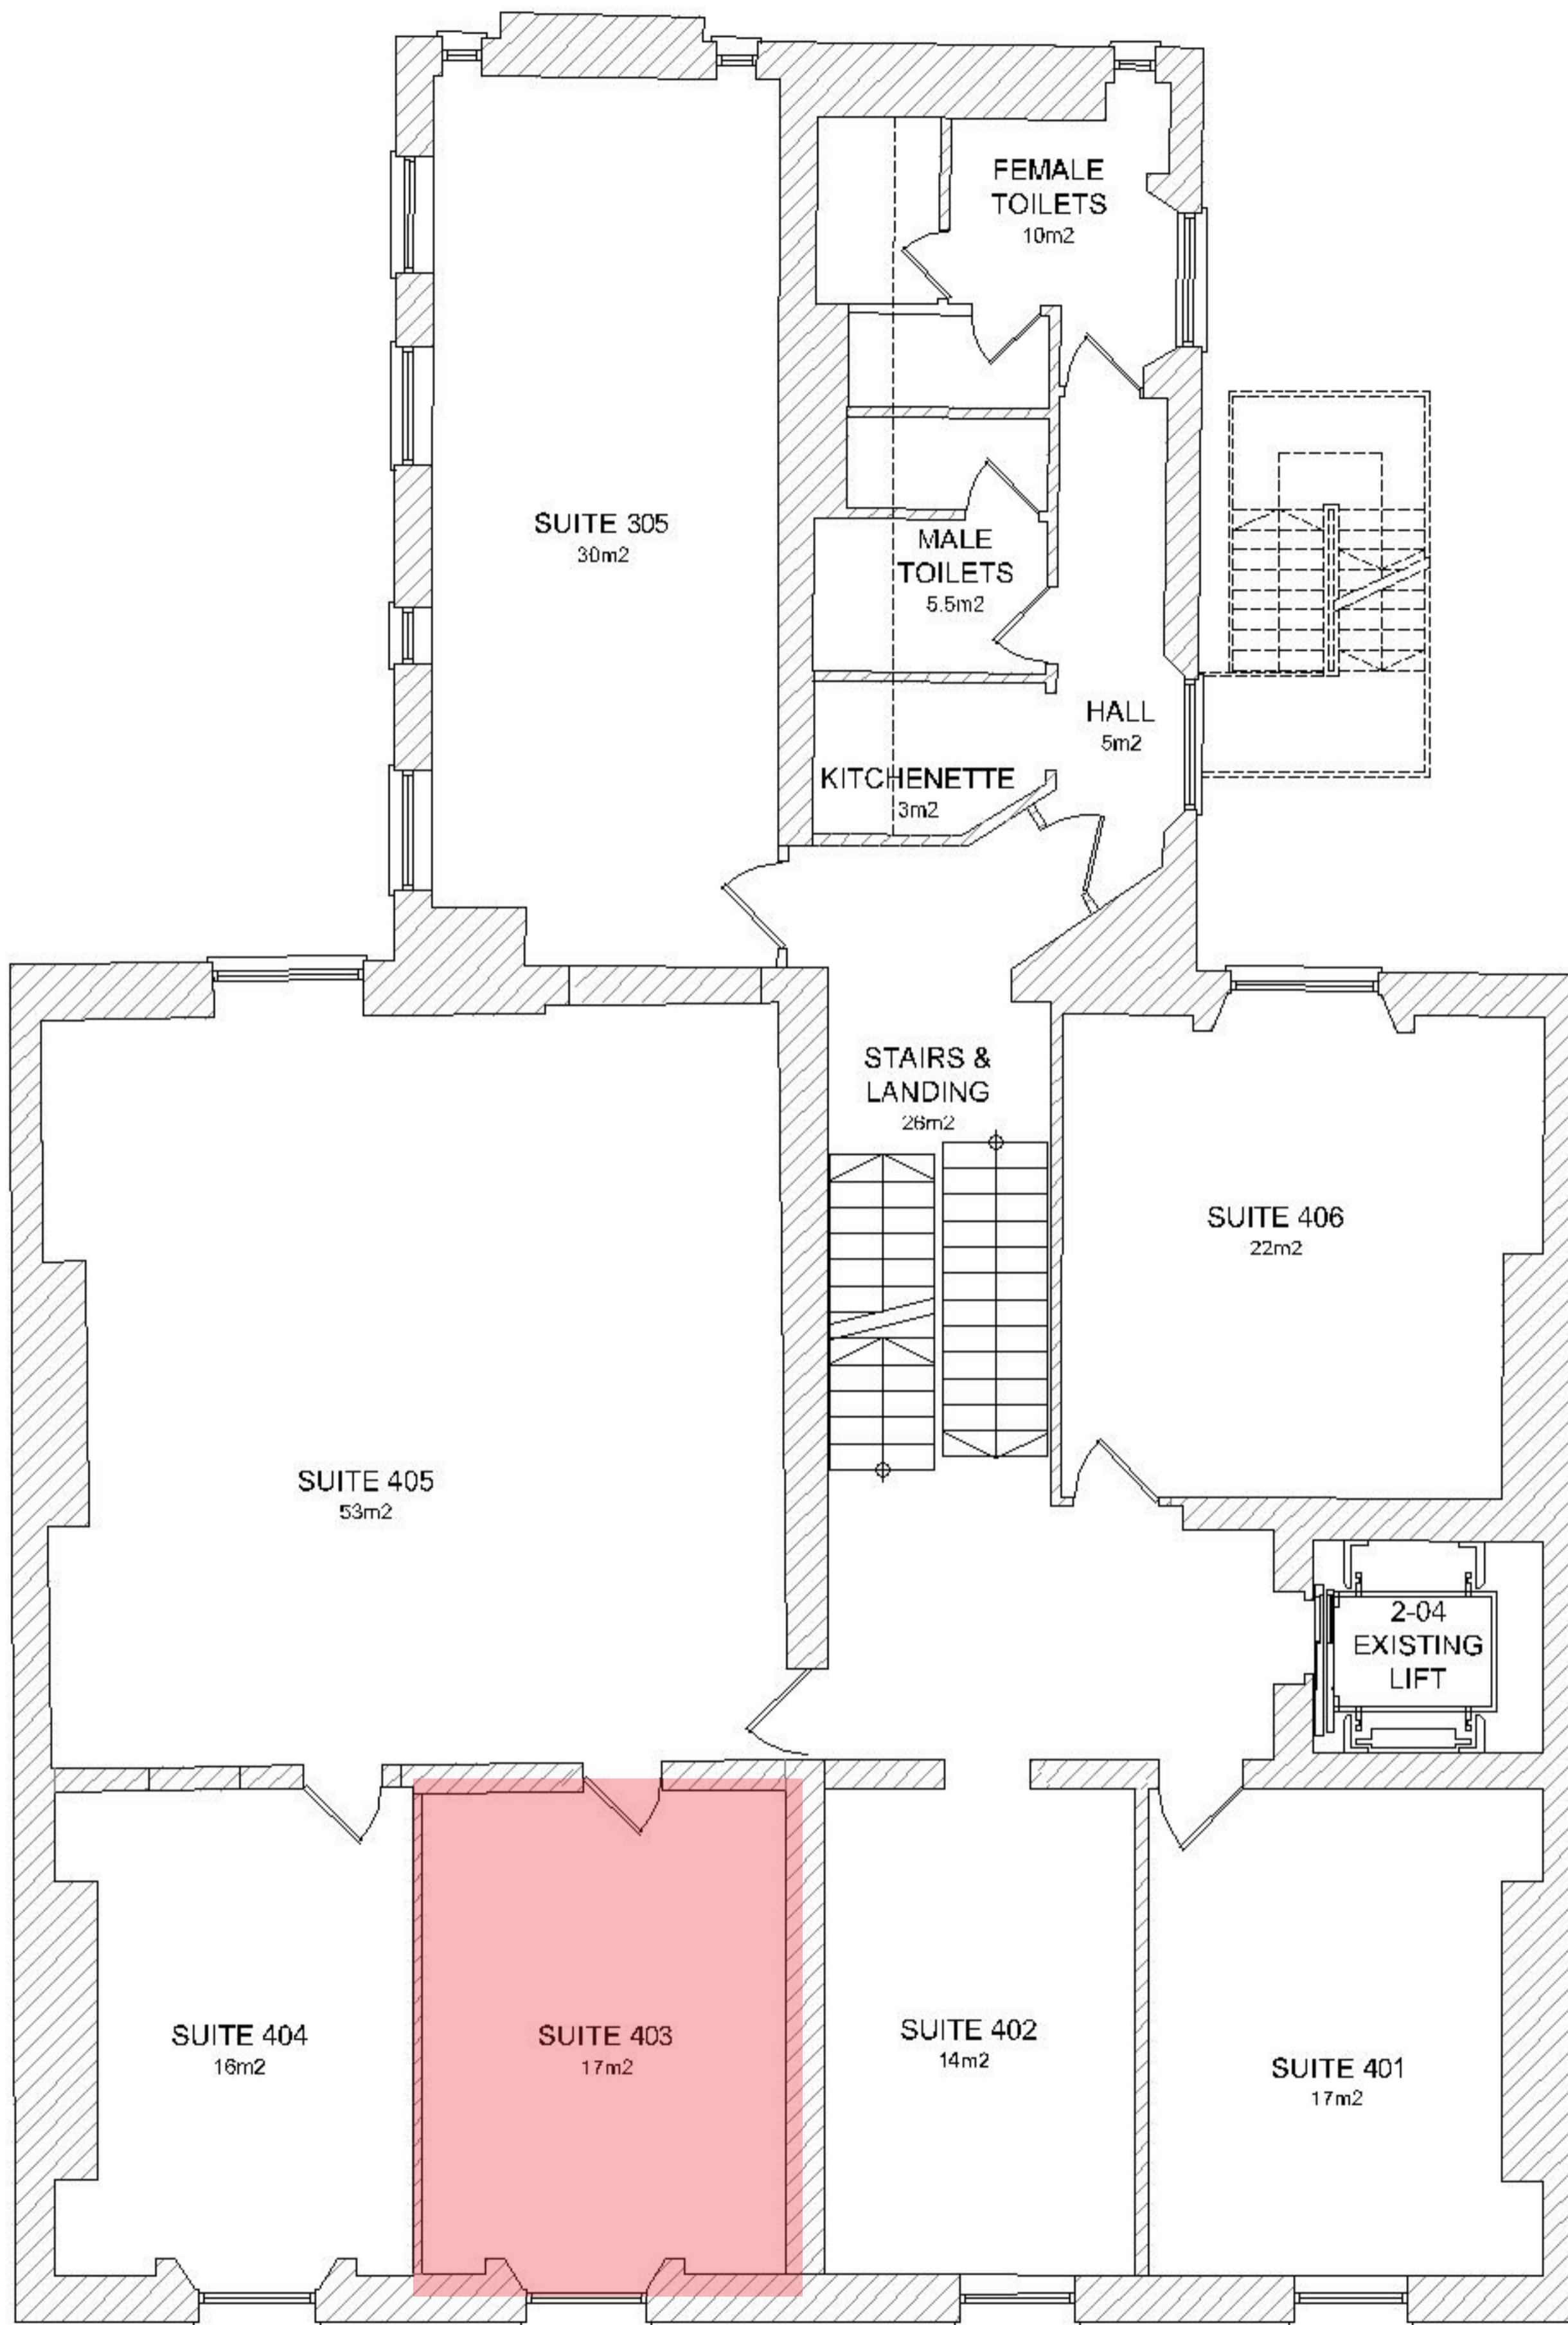 FEMALE
TOILETS
10m2
SUITE 305
30m2
MALE
TOILETS
5.5m2
HALL
5m2
KITCHENETTE
3m2
STAIRS &
LANDING
26m2
SUITE 406
22m2
SUITE 405
53m2
2-04
EXISTING
LIFT
SUITE 404
16m2
SUITE 403
17m2
SUITE 402
14m2
SUITE 401
17m2